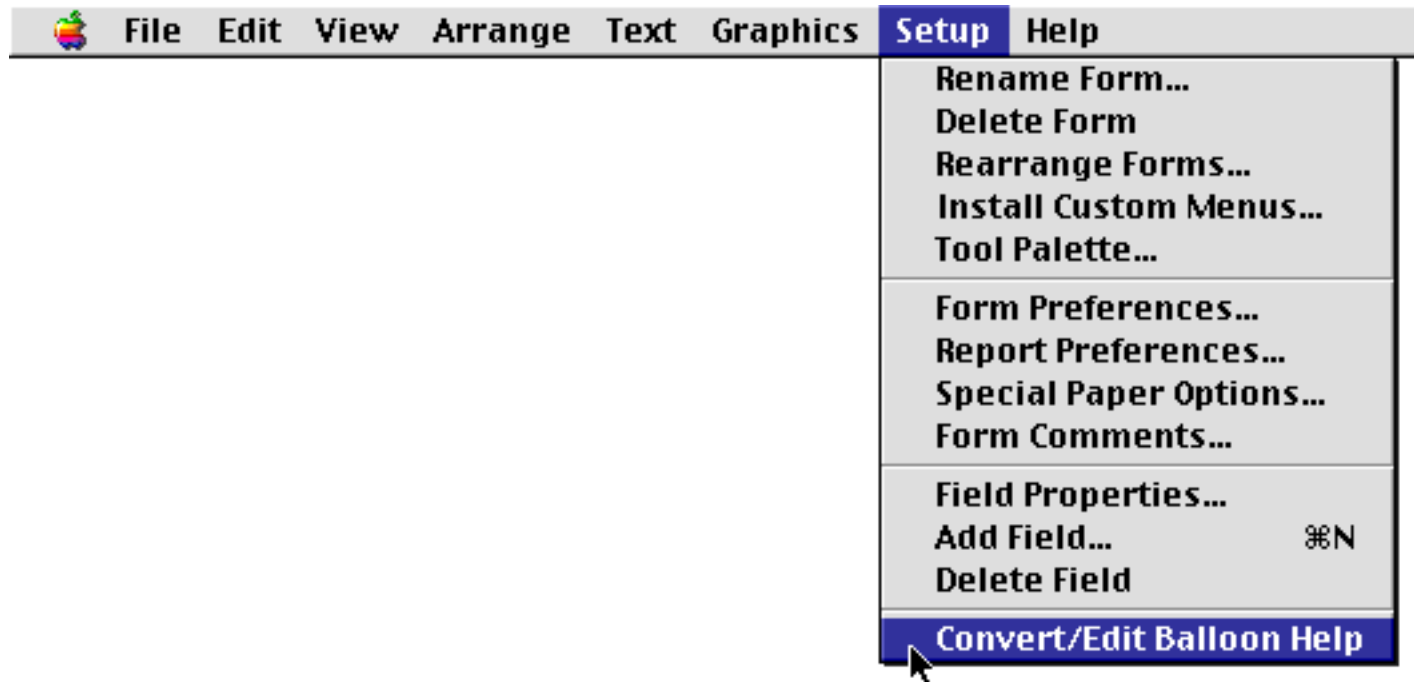 File Edit View Arrange Text Graphics Setup Help
Rename Form...
Delete Form
Rearrange Forms...
Install Custom Menus...
Tool Palette...
Form Preferences...
Report Preferences...
Special Paper Options...
Form Comments...
Field Properties...
Add Field... ⌘N
Delete Field
Convert/Edit Balloon Help